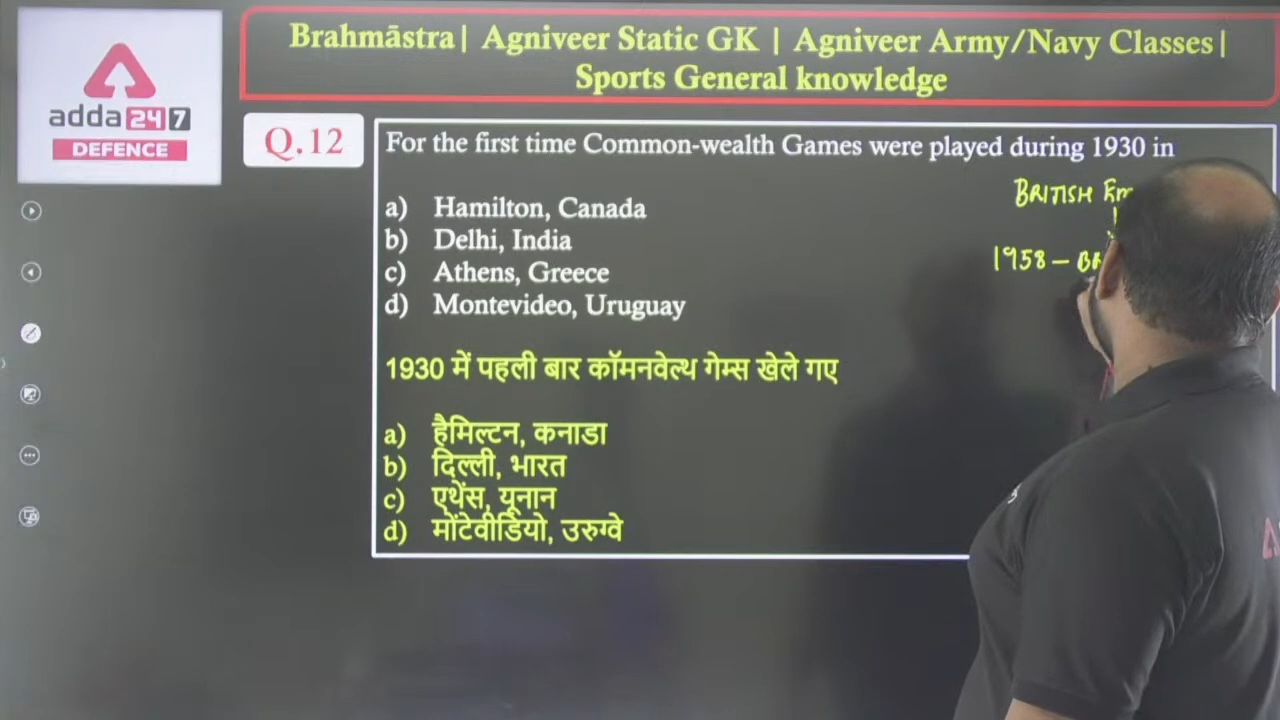 Brahmāstra| Agniveer Static GK | Agniveer Army/Navy Classes|
Sports General knowledge
adda 247
DEFENCE
Q.12
For the first time Common-wealth Games were played during 1930 in
a) Hamilton, Canada
b) Delhi, India
c) Athens, Greece
d) Montevideo, Uruguay
BRITISH Em
1958 –
1930 में पहली बार कॉमनवेल्थ गेम्स खेले गए
a) हैमिल्टन, कनाडा
b) दिल्ली, भारत
c) एथेंस, यूनान
d) मोंटेवीडियो, उरुग्वे